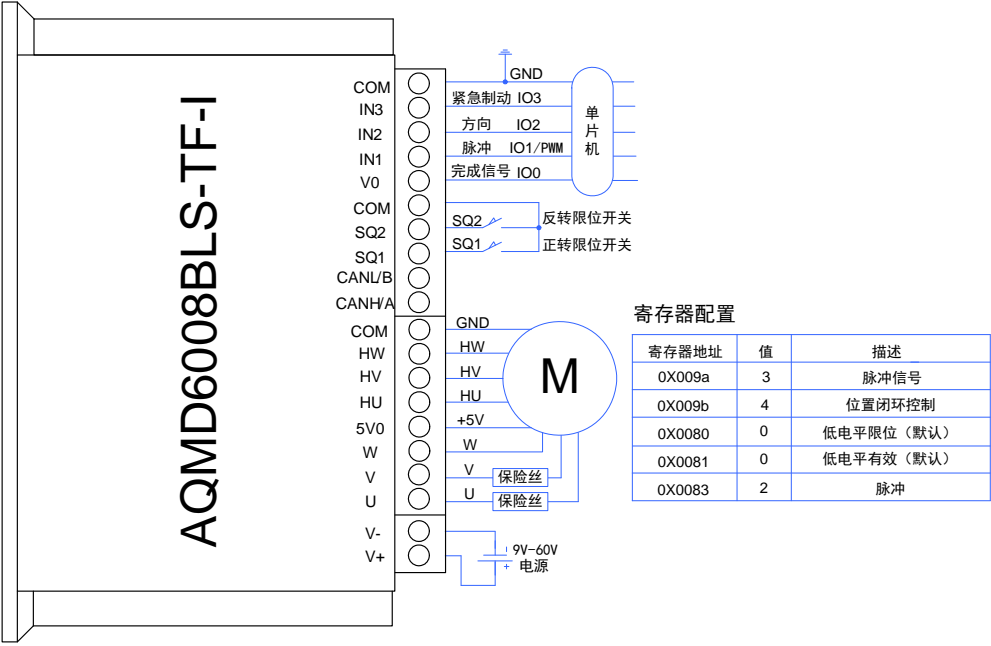 AQMD6008BLS-TF-I
COM
IN3
IN2
IN1
V0
COM
SQ2
SQ1
CANL/B
CANH/A
COM
HW
HV
HU
5V0
W
V
U
V-
V+
GND
紧急制动 IO3
方向 IO2
脉冲 IO1/PWM
完成信号 IO0
单片机
SQ2 反转限位开关
SQ1 正转限位开关
GND
HW
HV
HU
+5V
W
V 保险丝
U 保险丝
M
9V-60V
电源
- 
+
寄存器配置
寄存器地址 值 描述
0X009a 3 脉冲信号
0X009b 4 位置闭环控制
0X0080 0 低电平限位（默认）
0X0081 0 低电平有效（默认）
0X0083 2 脉冲